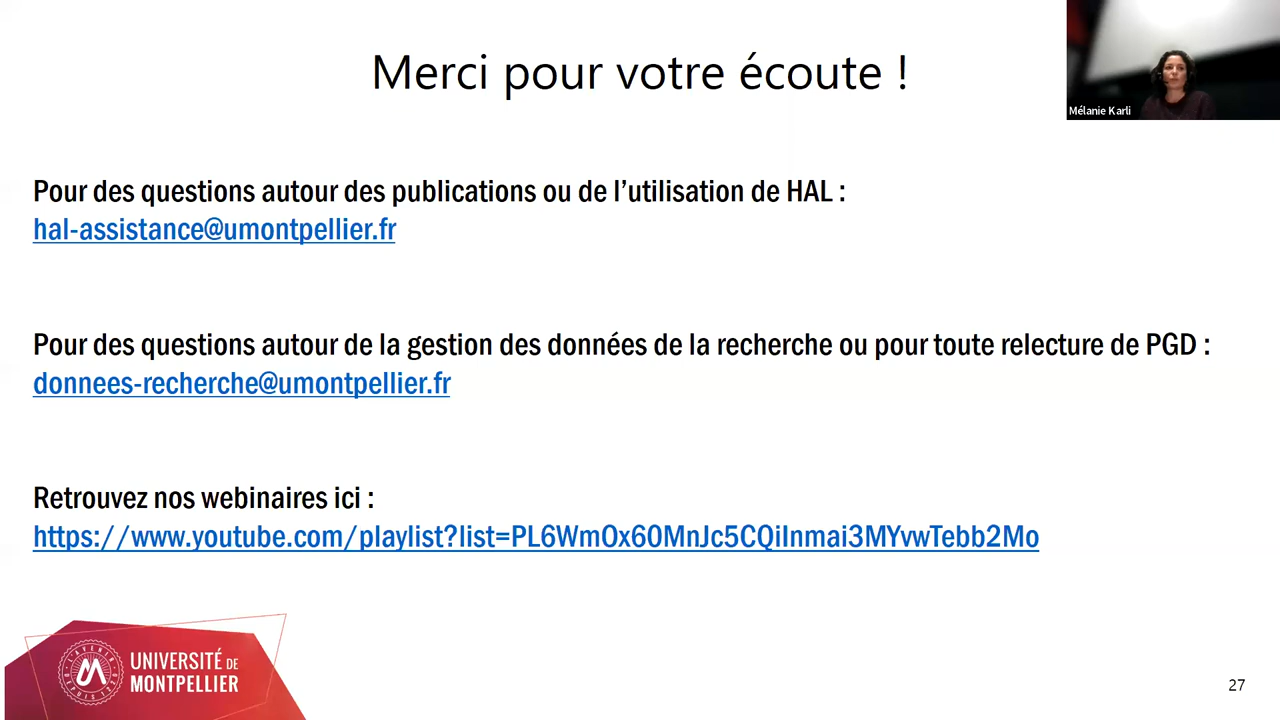 Merci pour votre écoute !
Mélanie Karli
Pour des questions autour des publications ou de l’utilisation de HAL :
hal-assistance@umontpellier.fr
Pour des questions autour de la gestion des données de la recherche ou pour toute relecture de PGD :
donnees-recherche@umontpellier.fr
Retrouvez nos webinaires ici :
https://www.youtube.com/playlist?list=PL6WmOx60MnJc5CQiInmai3MYvwTebb2Mo
L'AVENIR DEPUIS 1220
UNIVERSITÉ DE
MONTPELLIER
27